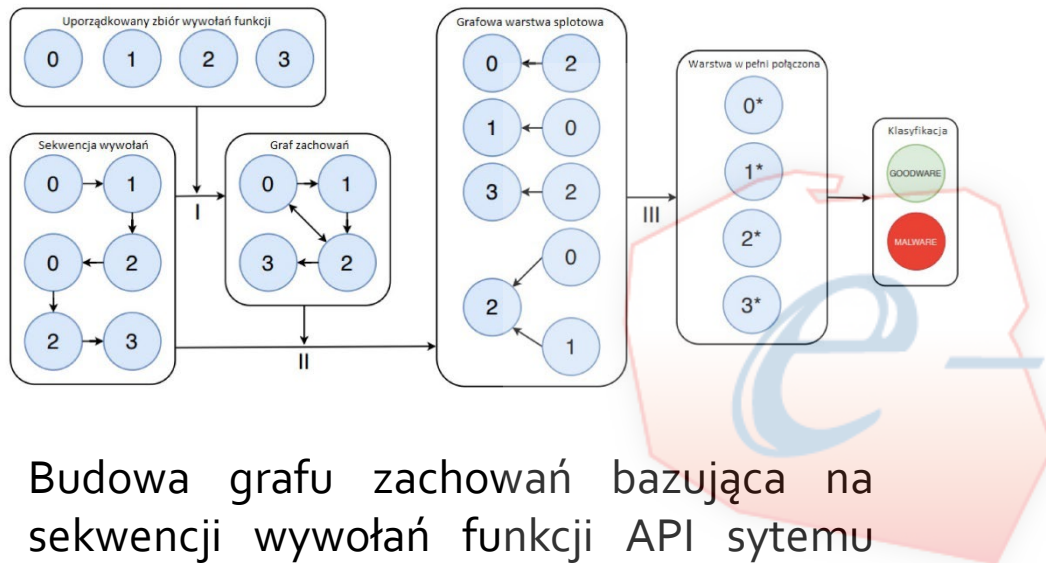 Uporządkowany zbiór wywołań funkcji
0 1 2 3
Sekwencja wywołań
0 1
0 2
2 3
I
Graf zachowań
0 1
3 2
II
Grafowa warstwa splotowa
0 2
1 0
3 2
0
2
1
III
Warstwa w pełni połączona
0*
1*
2*
3*
Klasyfikacja
GOODWARE
MALWARE
e-
Budowa grafu zachowań bazująca na
sekwencji wywołań funkcji API sytemu